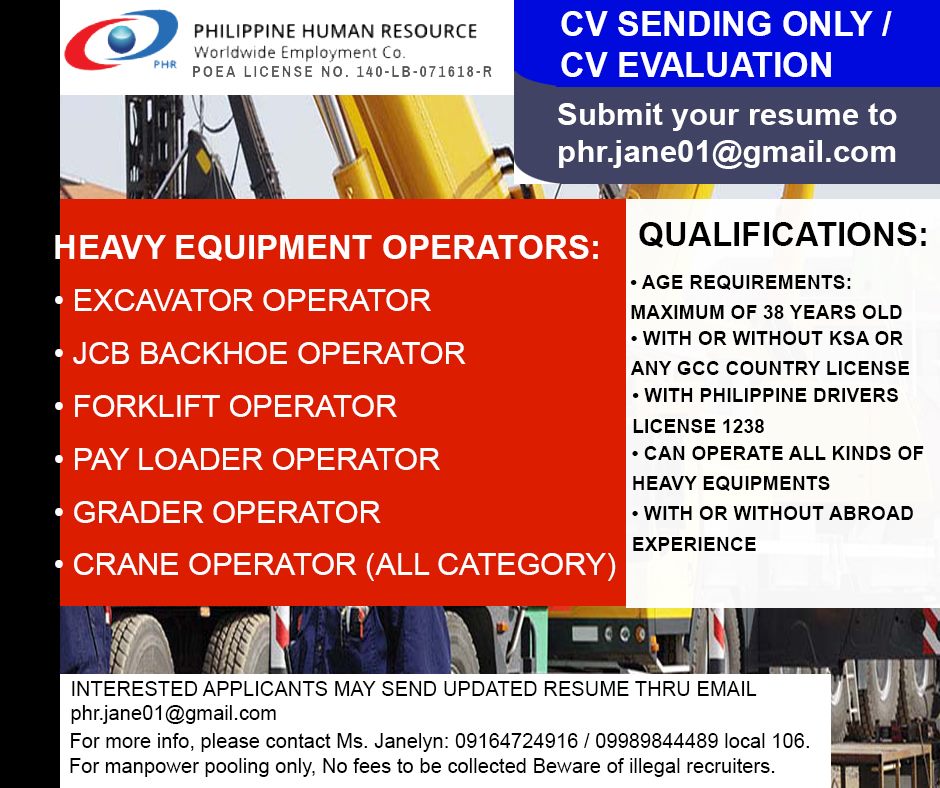 PHILIPPINE HUMAN RESOURCE
Worldwide Employment Co.
PHR
POEA LICENSE NO. 140-LB-071618-R
CV SENDING ONLY /
CV EVALUATION
Submit your resume to
phr.jane01@gmail.com
HEAVY EQUIPMENT OPERATORS:
• EXCAVATOR OPERATOR
• JCB BACKHOE OPERATOR
• FORKLIFT OPERATOR
• PAY LOADER OPERATOR
• GRADER OPERATOR
• CRANE OPERATOR (ALL CATEGORY)
QUALIFICATIONS:
• AGE REQUIREMENTS:
MAXIMUM OF 38 YEARS OLD
• WITH OR WITHOUT KSA OR
ANY GCC COUNTRY LICENSE
• WITH PHILIPPINE DRIVERS
LICENSE 1238
• CAN OPERATE ALL KINDS OF
HEAVY EQUIPMENTS
• WITH OR WITHOUT ABROAD
EXPERIENCE
INTERESTED APPLICANTS MAY SEND UPDATED RESUME THRU EMAIL
phr.jane01@gmail.com
For more info, please contact Ms. Janelyn: 09164724916 / 09989844489 local 106.
For manpower pooling only, No fees to be collected Beware of illegal recruiters.